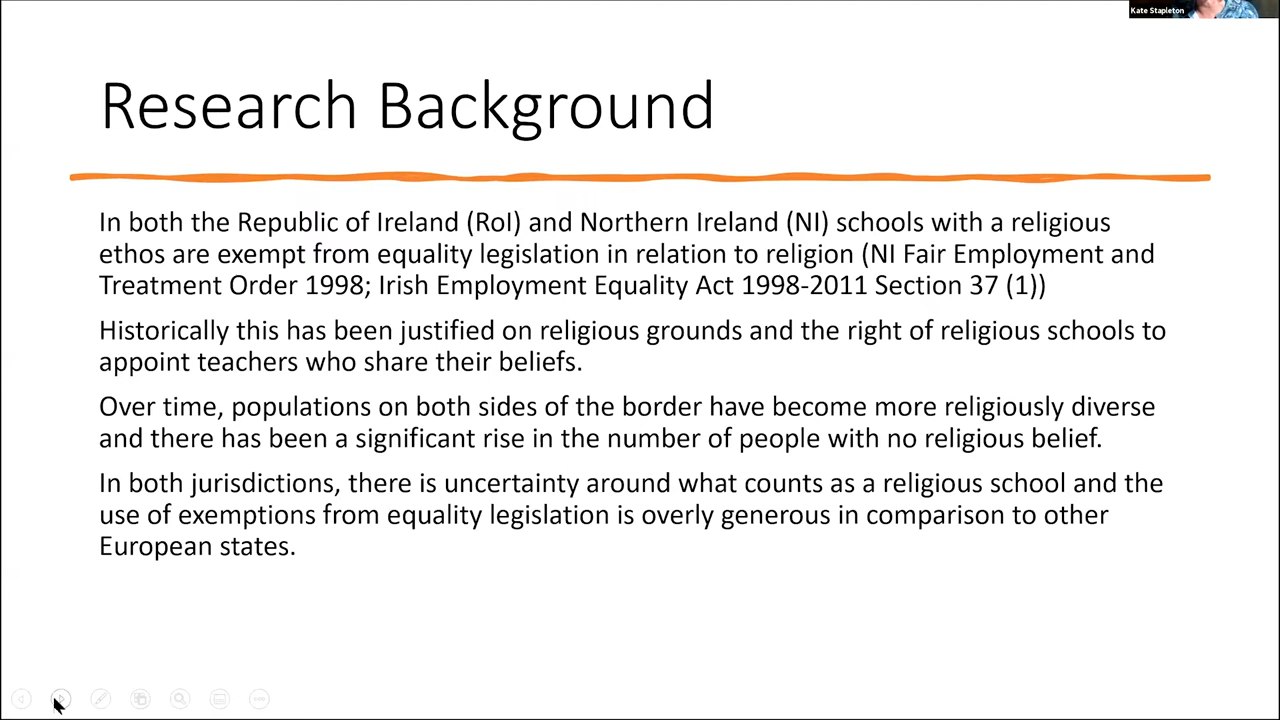 Kate Stapleton
Research Background
In both the Republic of Ireland (RoI) and Northern Ireland (NI) schools with a religious
ethos are exempt from equality legislation in relation to religion (NI Fair Employment and
Treatment Order 1998; Irish Employment Equality Act 1998-2011 Section 37 (1))
Historically this has been justified on religious grounds and the right of religious schools to
appoint teachers who share their beliefs.
Over time, populations on both sides of the border have become more religiously diverse
and there has been a significant rise in the number of people with no religious belief.
In both jurisdictions, there is uncertainty around what counts as a religious school and the
use of exemptions from equality legislation is overly generous in comparison to other
European states.